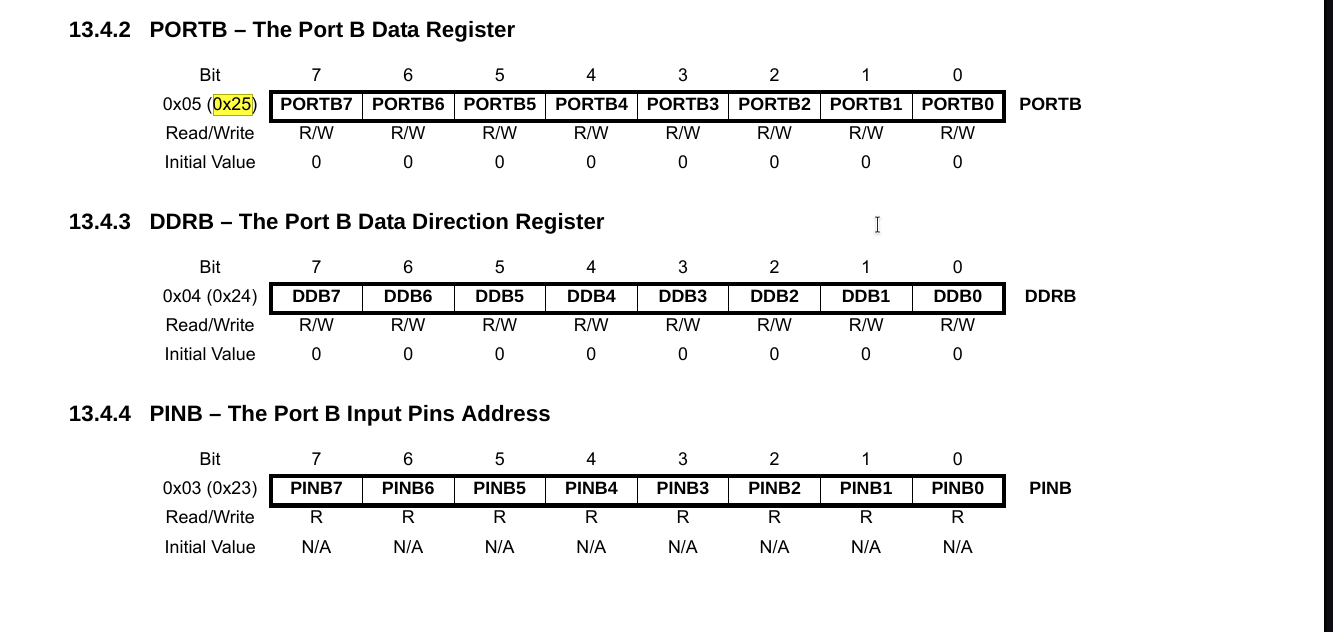 13.4.2 PORTB – The Port B Data Register
Bit 7 6 5 4 3 2 1 0
0x05 (0x25) PORTB7 PORTB6 PORTB5 PORTB4 PORTB3 PORTB2 PORTB1 PORTB0 PORTB
Read/Write R/W R/W R/W R/W R/W R/W R/W R/W
Initial Value 0 0 0 0 0 0 0 0
13.4.3 DDRB – The Port B Data Direction Register
Bit 7 6 5 4 3 2 1 0
0x04 (0x24) DDB7 DDB6 DDB5 DDB4 DDB3 DDB2 DDB1 DDB0 DDRB
Read/Write R/W R/W R/W R/W R/W R/W R/W R/W
Initial Value 0 0 0 0 0 0 0 0
13.4.4 PINB – The Port B Input Pins Address
Bit 7 6 5 4 3 2 1 0
0x03 (0x23) PINB7 PINB6 PINB5 PINB4 PINB3 PINB2 PINB1 PINB0 PINB
Read/Write R R R R R R R R
Initial Value N/A N/A N/A N/A N/A N/A N/A N/A